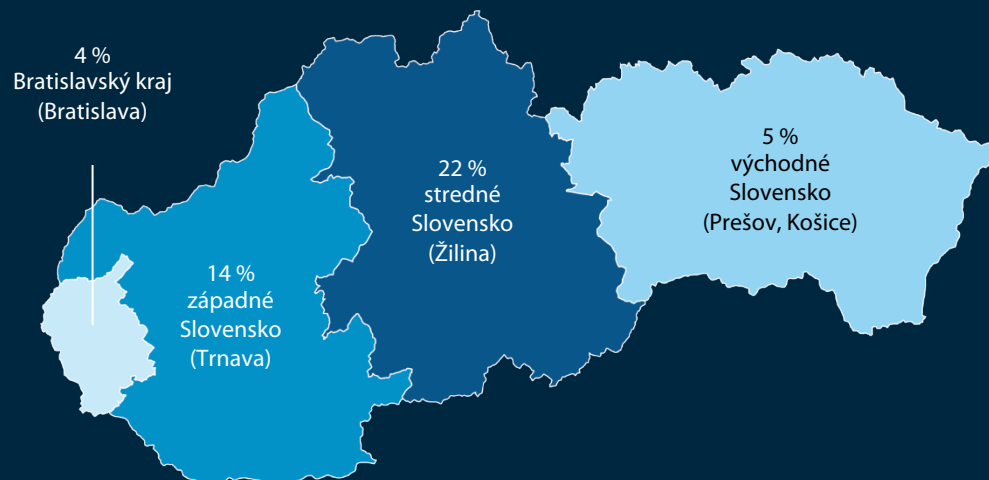 4 %
Bratislavský kraj
(Bratislava)
14 %
západné
Slovensko
(Trnava)
22 %
stredné
Slovensko
(Žilina)
5 %
východné
Slovensko
(Prešov, Košice)